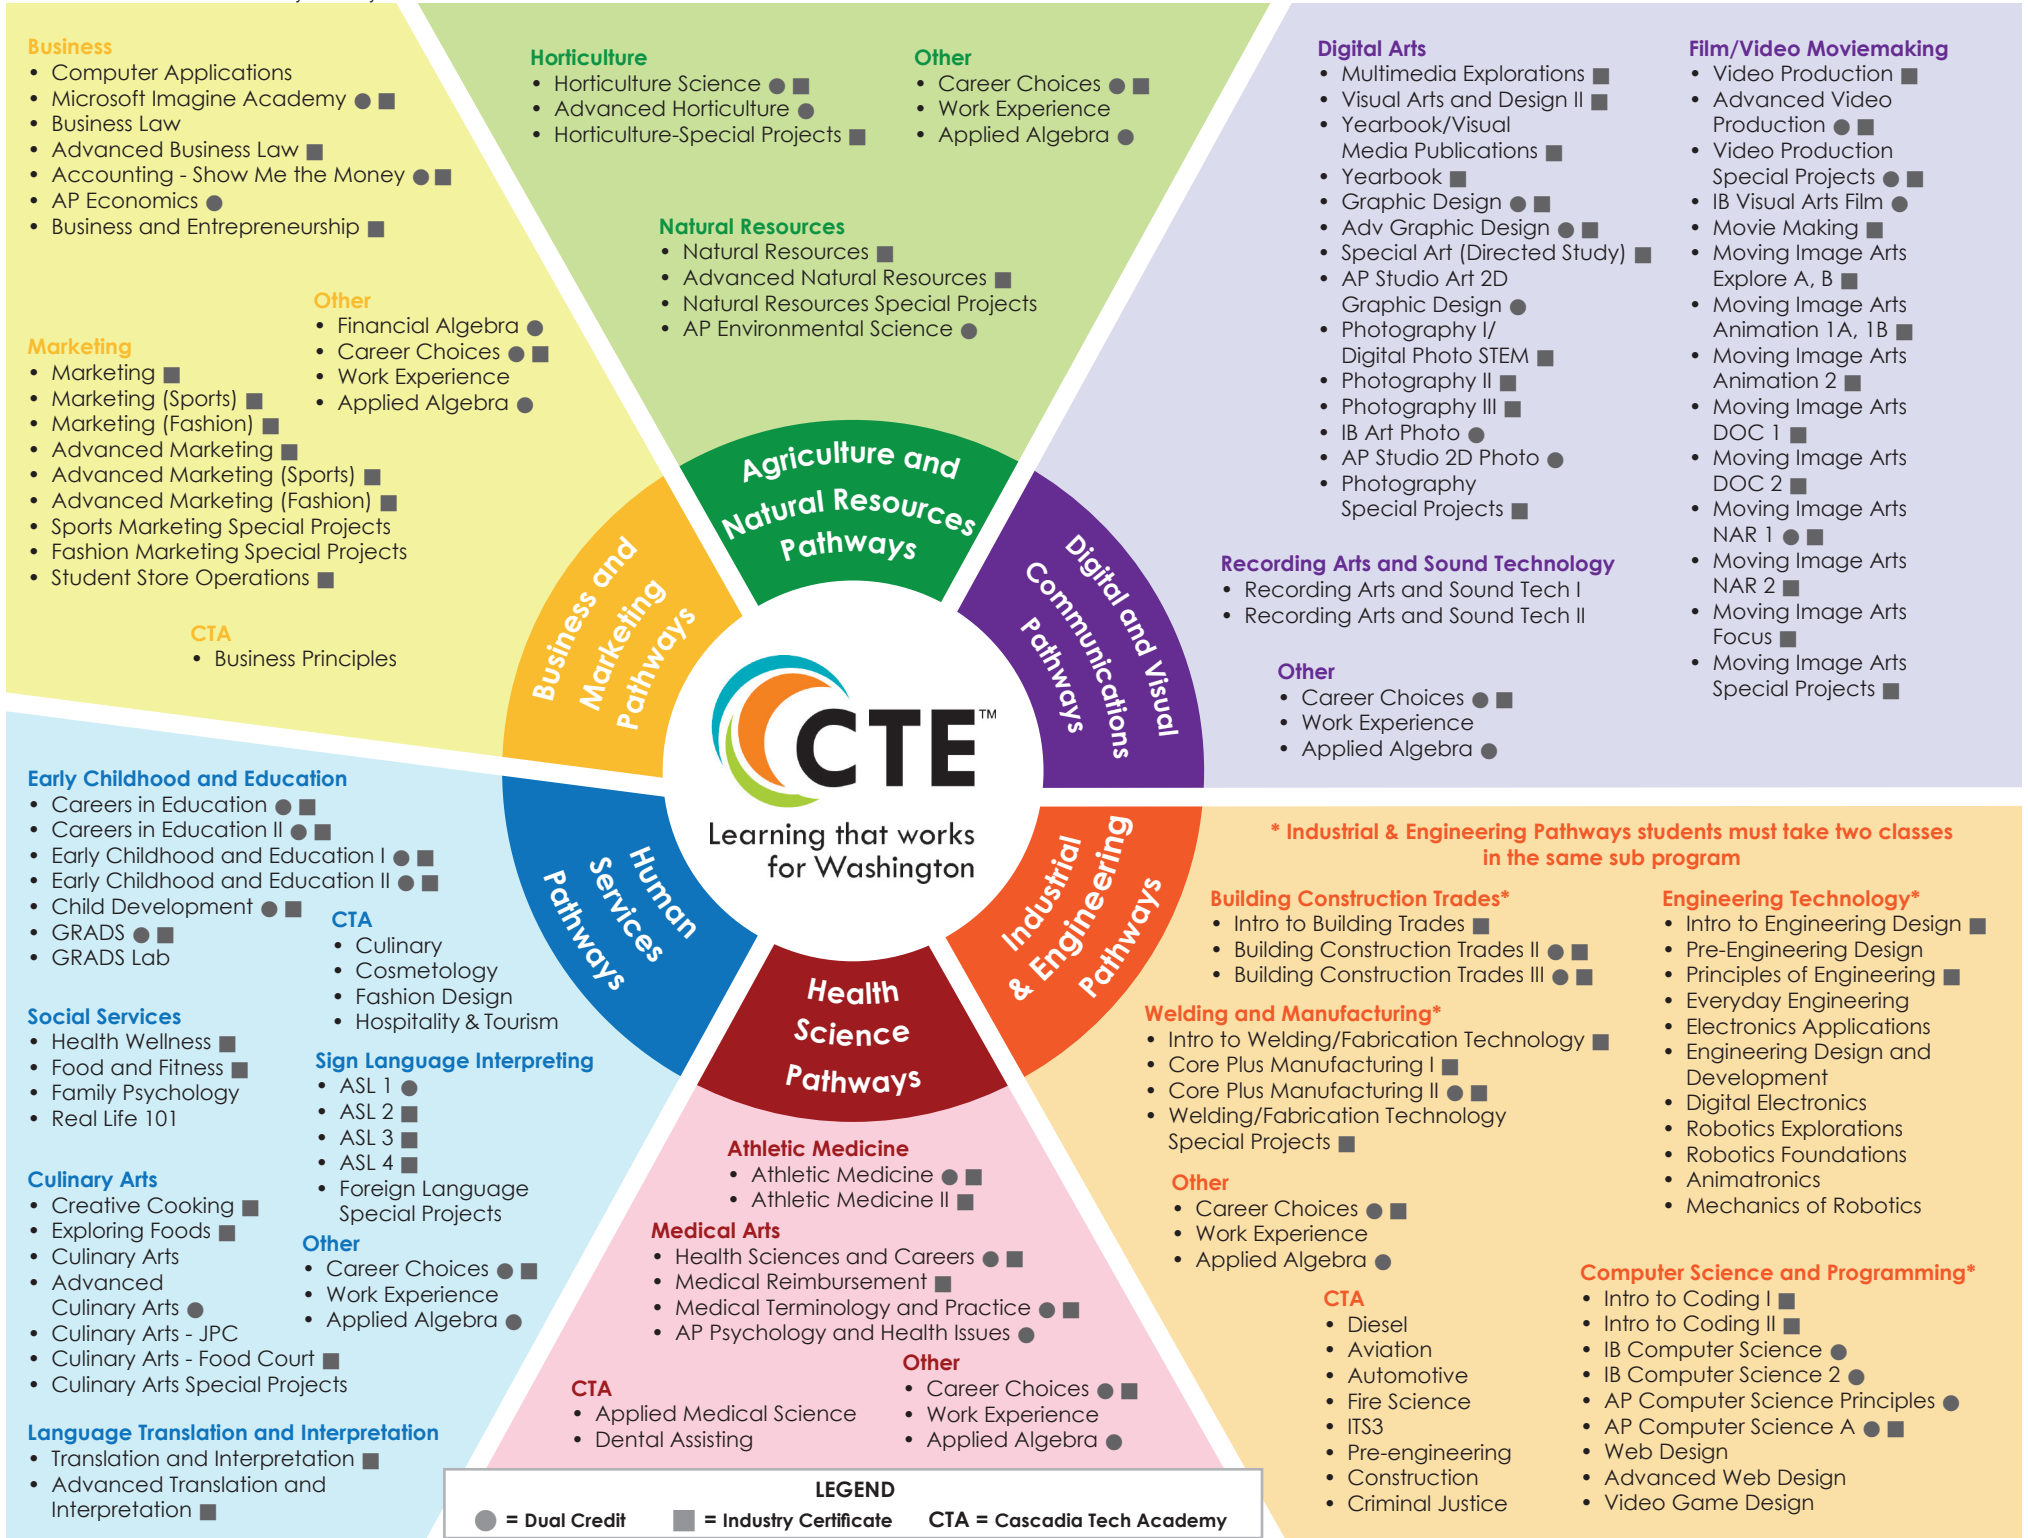 Business
• Computer Applications
• Microsoft Imagine Academy ● ■
• Business Law
• Advanced Business Law ■
• Accounting - Show Me the Money ● ■
• AP Economics ●
• Business and Entrepreneurship ■
Other
• Financial Algebra ●
• Career Choices ● ■
• Work Experience
• Applied Algebra ●
Marketing
• Marketing ■
• Marketing (Sports) ■
• Marketing (Fashion) ■
• Advanced Marketing ■
• Advanced Marketing (Sports) ■
• Advanced Marketing (Fashion) ■
• Sports Marketing Special Projects
• Fashion Marketing Special Projects
• Student Store Operations ■
CTA
• Business Principles
Business and
Marketing
Pathways
Horticulture
• Horticulture Science ● ■
• Advanced Horticulture ●
• Horticulture-Special Projects ■
Other
• Career Choices ● ■
• Work Experience
• Applied Algebra ●
Natural Resources
• Natural Resources ■
• Advanced Natural Resources ■
• Natural Resources Special Projects
• AP Environmental Science ●
Agriculture and
Natural Resources
Pathways
Digital Arts
• Multimedia Explorations ■
• Visual Arts and Design II ■
• Yearbook/Visual
Media Publications ■
• Yearbook ■
• Graphic Design ● ■
• Adv Graphic Design ● ■
• Special Art (Directed Study) ■
• AP Studio Art 2D
Graphic Design ●
• Photography I/
Digital Photo STEM ■
• Photography II ■
• Photography III ■
• IB Art Photo ●
• AP Studio 2D Photo ●
• Photography
Special Projects ■
Film/Video Moviemaking
• Video Production ■
• Advanced Video
Production ● ■
• Video Production
Special Projects ● ■
• IB Visual Arts Film ●
• Movie Making ■
• Moving Image Arts
Explore A, B ■
• Moving Image Arts
Animation 1A, 1B ■
• Moving Image Arts
Animation 2 ■
• Moving Image Arts
DOC 1 ■
• Moving Image Arts
DOC 2 ■
• Moving Image Arts
NAR 1 ● ■
• Moving Image Arts
NAR 2 ■
• Moving Image Arts
Focus ■
• Moving Image Arts
Special Projects ■
Recording Arts and Sound Technology
• Recording Arts and Sound Tech I
• Recording Arts and Sound Tech II
Other
• Career Choices ● ■
• Work Experience
• Applied Algebra ●
Digital and Visual
Communications
Pathways
CTE™
Learning that works
for Washington
Early Childhood and Education
• Careers in Education ● ■
• Careers in Education II ● ■
• Early Childhood and Education I ● ■
• Early Childhood and Education II ● ■
• Child Development ● ■
• GRADS ● ■
• GRADS Lab
CTA
• Culinary
• Cosmetology
• Fashion Design
• Hospitality & Tourism
Social Services
• Health Wellness ■
• Food and Fitness ■
• Family Psychology
• Real Life 101
Sign Language Interpreting
• ASL 1 ●
• ASL 2 ■
• ASL 3 ■
• ASL 4 ■
• Foreign Language
Special Projects
Culinary Arts
• Creative Cooking ■
• Exploring Foods ■
• Culinary Arts
• Advanced
Culinary Arts ●
• Culinary Arts - JPC
• Culinary Arts - Food Court ■
• Culinary Arts Special Projects
Other
• Career Choices ● ■
• Work Experience
• Applied Algebra ●
Language Translation and Interpretation
• Translation and Interpretation ■
• Advanced Translation and
Interpretation ■
Human
Services
Pathways
Health
Science
Pathways
Athletic Medicine
• Athletic Medicine ● ■
• Athletic Medicine II ■
Medical Arts
• Health Sciences and Careers ● ■
• Medical Reimbursement ■
• Medical Terminology and Practice ● ■
• AP Psychology and Health Issues ●
CTA
• Applied Medical Science
• Dental Assisting
Other
• Career Choices ● ■
• Work Experience
• Applied Algebra ●
Industrial
& Engineering
Pathways
* Industrial & Engineering Pathways students must take two classes
in the same sub program
Building Construction Trades*
• Intro to Building Trades ■
• Building Construction Trades II ● ■
• Building Construction Trades III ● ■
Welding and Manufacturing*
• Intro to Welding/Fabrication Technology ■
• Core Plus Manufacturing I ■
• Core Plus Manufacturing II ● ■
• Welding/Fabrication Technology
Special Projects ■
Other
• Career Choices ● ■
• Work Experience
• Applied Algebra ●
CTA
• Diesel
• Aviation
• Automotive
• Fire Science
• ITS3
• Pre-engineering
• Construction
• Criminal Justice
Engineering Technology*
• Intro to Engineering Design ■
• Pre-Engineering Design
• Principles of Engineering ■
• Everyday Engineering
• Electronics Applications
• Engineering Design and
Development
• Digital Electronics
• Robotics Explorations
• Robotics Foundations
• Animatronics
• Mechanics of Robotics
Computer Science and Programming*
• Intro to Coding I ■
• Intro to Coding II ■
• IB Computer Science ●
• IB Computer Science 2 ●
• AP Computer Science Principles ●
• AP Computer Science A ● ■
• Web Design
• Advanced Web Design
• Video Game Design
LEGEND
● = Dual Credit ■ = Industry Certificate CTA = Cascadia Tech Academy